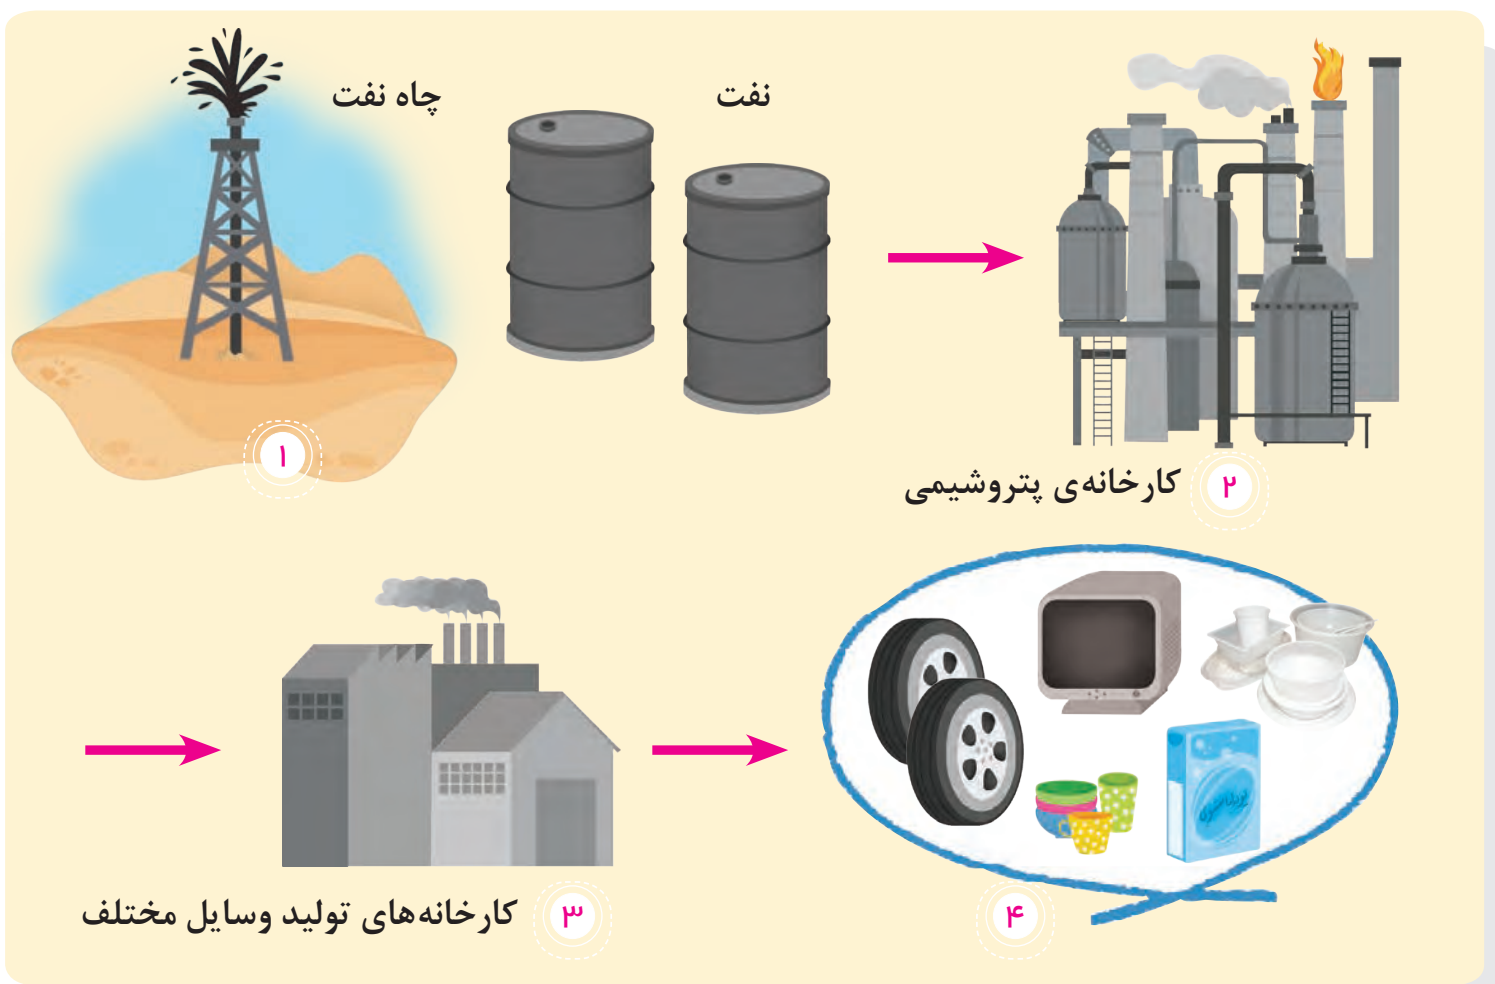 چاه نفت
نفت
۱
۲
کارخانه‌ی پتروشیمی
۳
کارخانه‌های تولید وسایل مختلف
۴